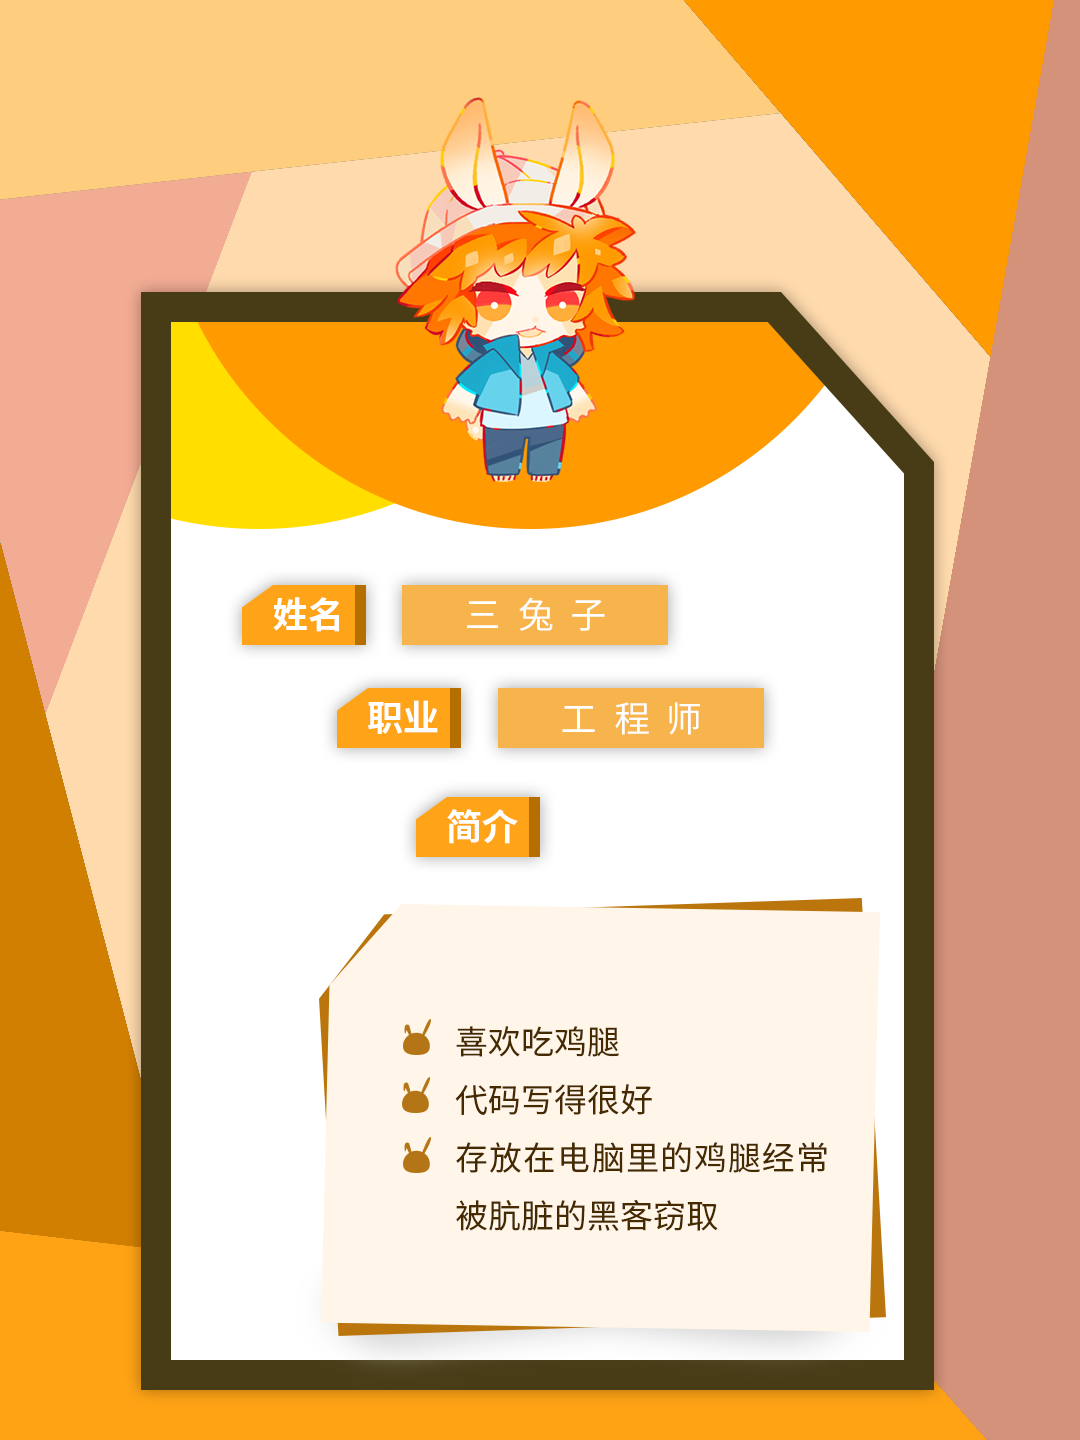 姓名 三兔子
职业 工程师
简介
喜欢吃鸡腿
代码写得很好
存放在电脑里的鸡腿经常
被肮脏的黑客窃取